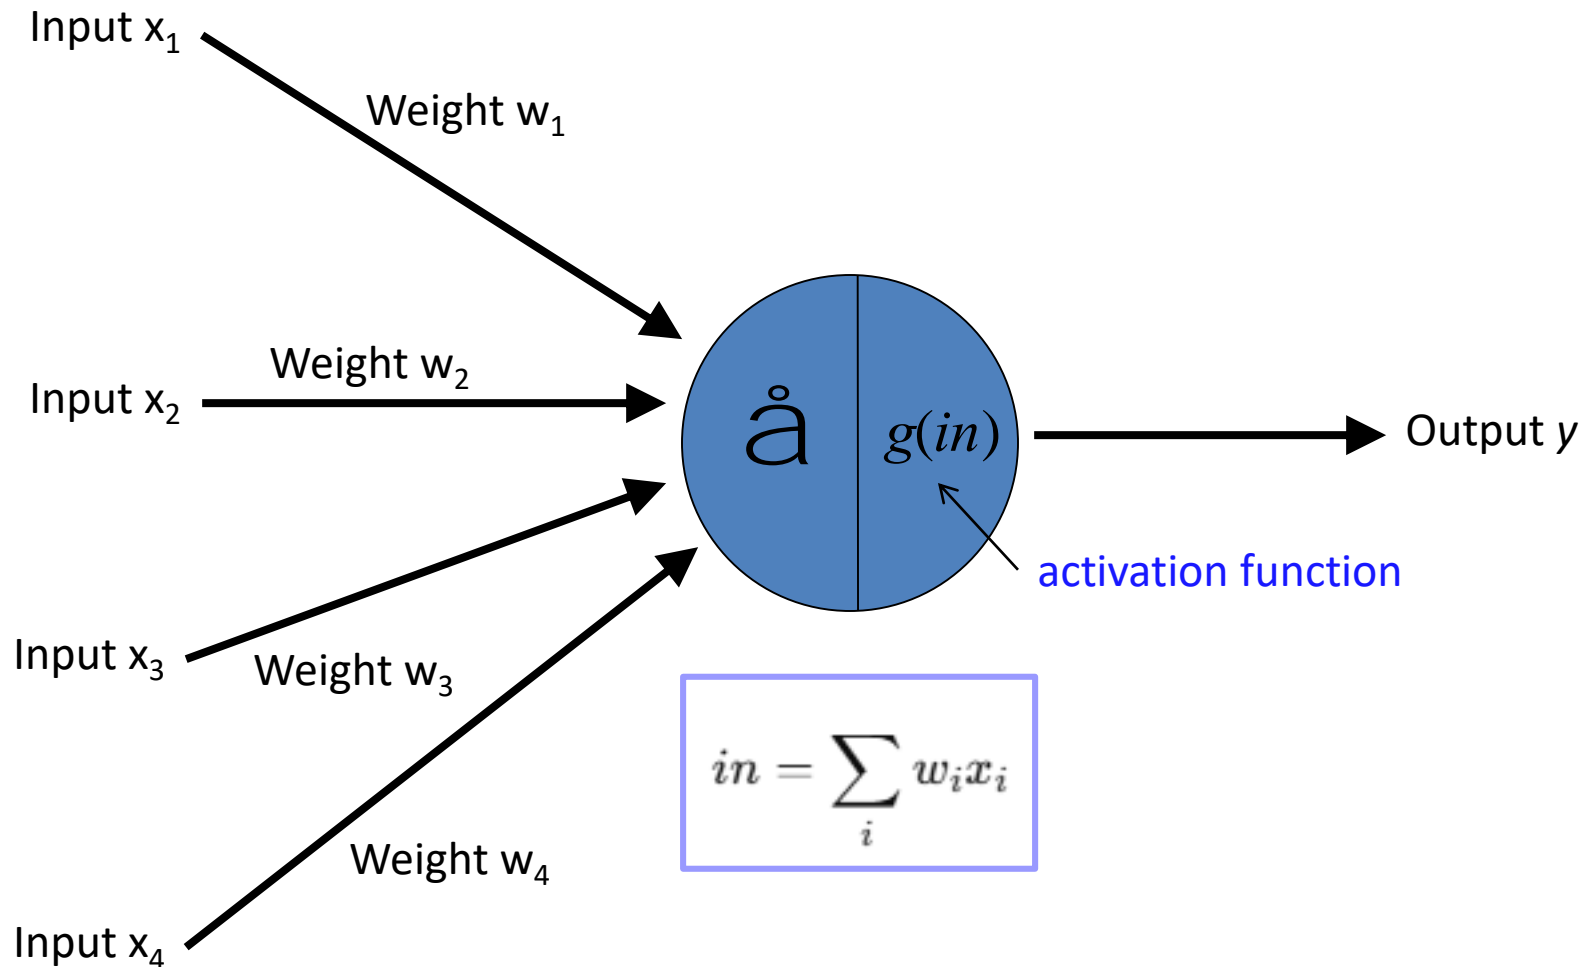 Input x₁
Weight w₁
Weight w₂
Input x₂
å
g(in)
Output y
activation function
Input x₃
Weight w₃
in = ∑ᵢ wᵢxᵢ
Weight w₄
Input x₄